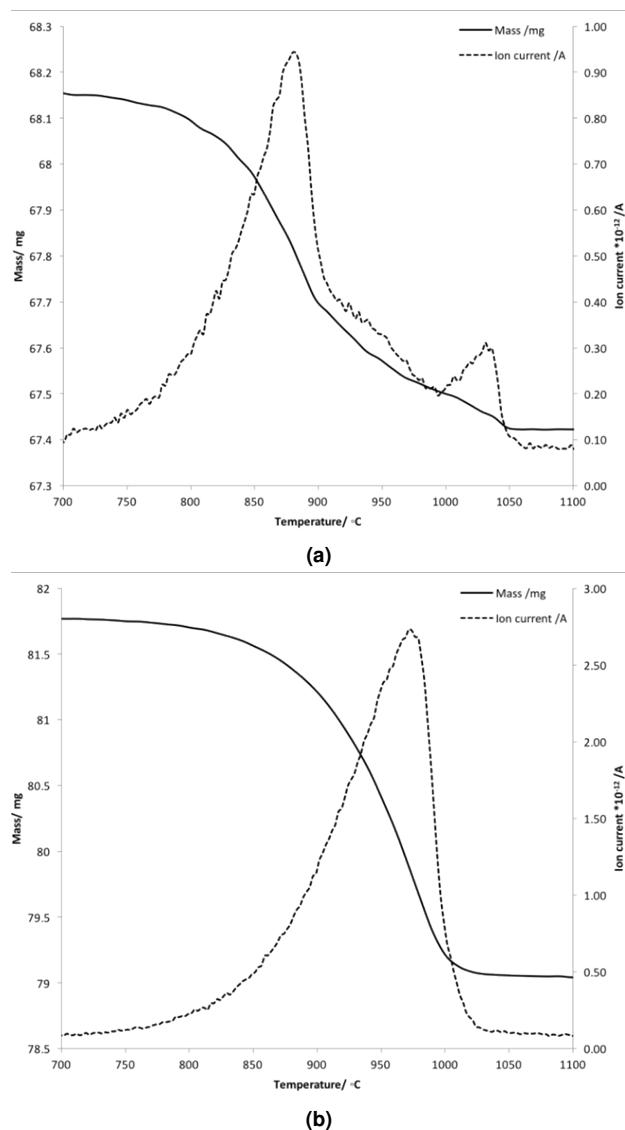 68.3
68.2
68.1
68
67.9
67.8
67.7
67.6
67.5
67.4
67.3
Mass/ mg
Mass /mg
Ion current /A
1.00
0.90
0.80
0.70
0.60
0.50
0.40
0.30
0.20
0.10
0.00
Ion current *10⁻¹² /A
700 750 800 850 900 950 1000 1050 1100
Temperature/ ◦C
(a)
82
81.5
81
80.5
80
79.5
79
78.5
Mass/ mg
Mass /mg
Ion current /A
3.00
2.50
2.00
1.50
1.00
0.50
0.00
Ion current *10⁻¹² /A
700 750 800 850 900 950 1000 1050 1100
Temperature/ ◦C
(b)